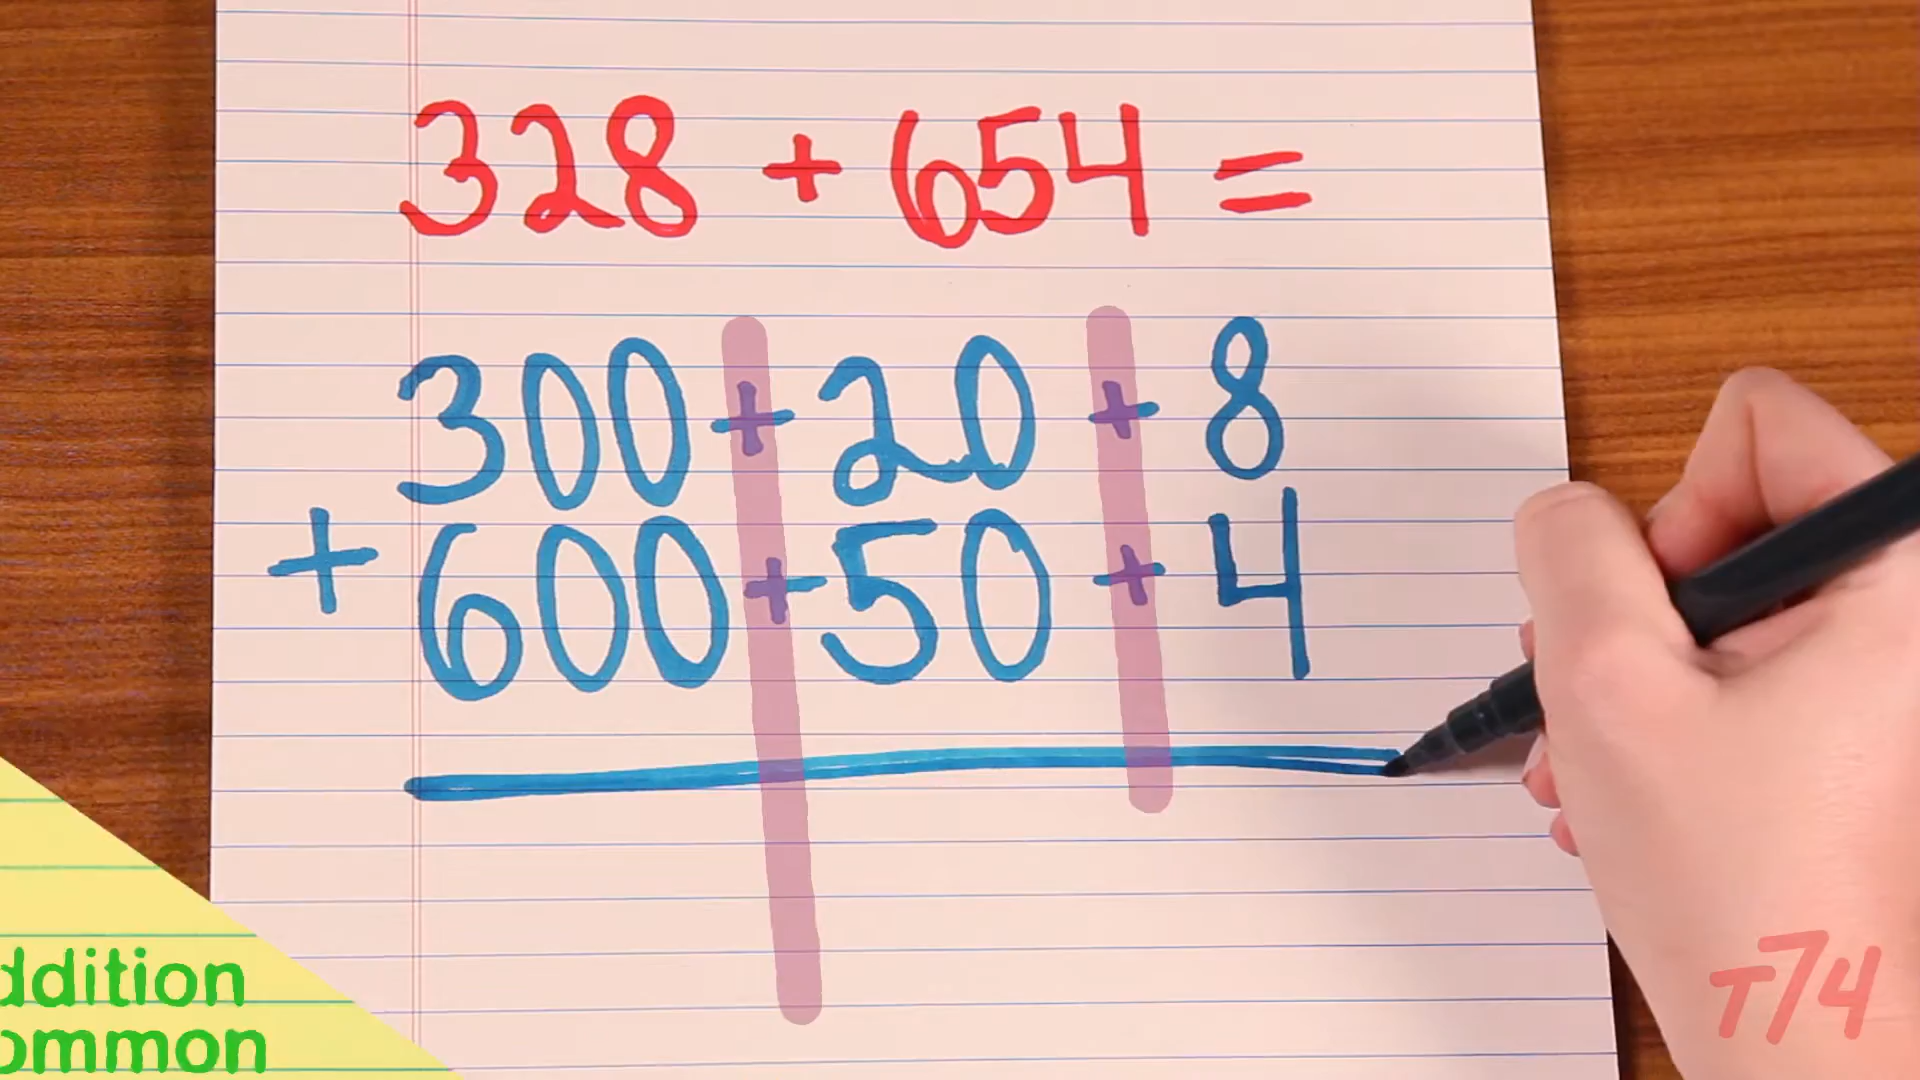 328 + 654 =
300 + 20 + 8
+ 600 + 50 + 4
ddition
ommon
T74